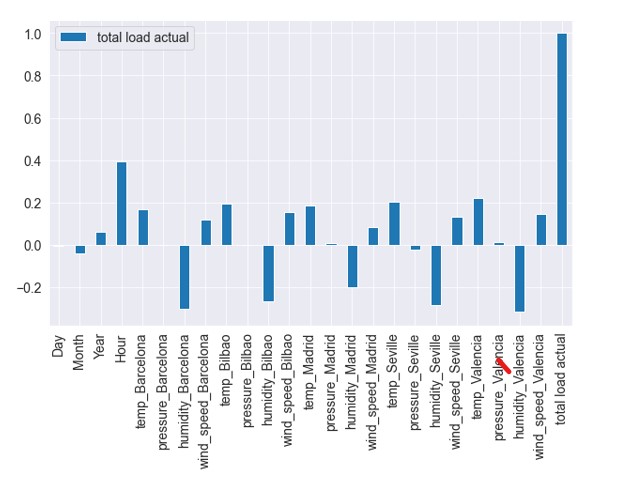 total load actual
1.0
0.8
0.6
0.4
0.2
0.0
−0.2
Day
Month
Year
Hour
temp_Barcelona
pressure_Barcelona
humidity_Barcelona
wind_speed_Barcelona
temp_Bilbao
pressure_Bilbao
humidity_Bilbao
wind_speed_Bilbao
temp_Madrid
pressure_Madrid
humidity_Madrid
wind_speed_Madrid
temp_Seville
pressure_Seville
humidity_Seville
wind_speed_Seville
temp_Valencia
pressure_Valencia
humidity_Valencia
wind_speed_Valencia
total load actual